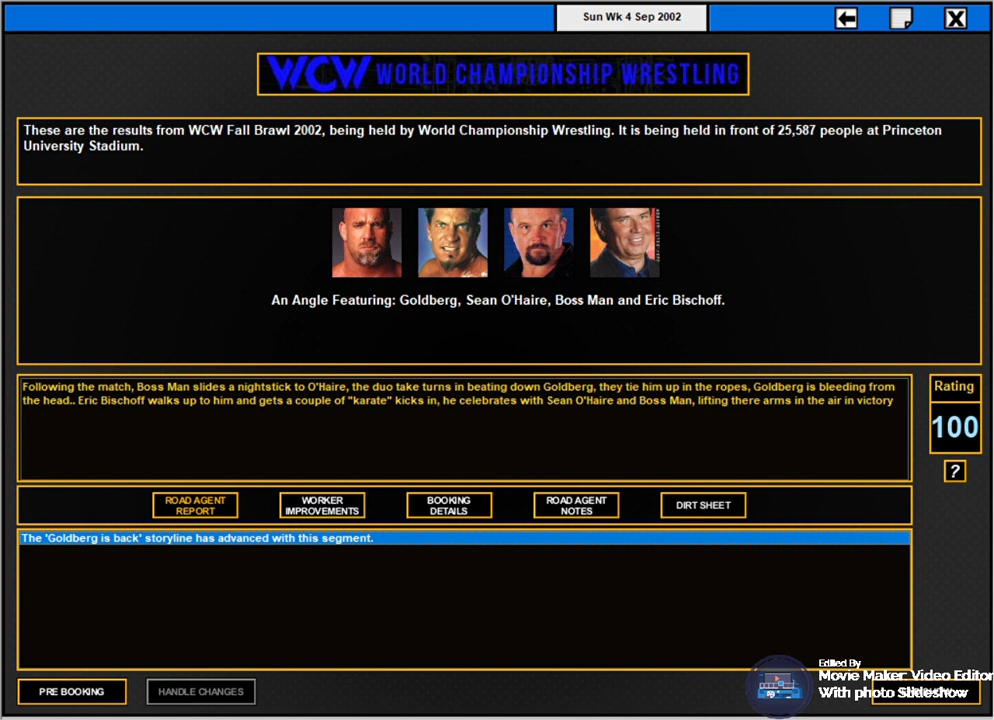 Sun Wk 4 Sep 2002
WCW WORLD CHAMPIONSHIP WRESTLING
These are the results from WCW Fall Brawl 2002, being held by World Championship Wrestling. It is being held in front of 25,587 people at Princeton
University Stadium.
An Angle Featuring: Goldberg, Sean O'Haire, Boss Man and Eric Bischoff.
Following the match, Boss Man slides a nightstick to O'Haire, the duo take turns in beating down Goldberg, they tie him up in the ropes, Goldberg is bleeding from
the head.. Eric Bischoff walks up to him and gets a couple of "karate" kicks in, he celebrates with Sean O'Haire and Boss Man, lifting there arms in the air in victory
Rating
100
?
ROAD AGENT
REPORT
WORKER
IMPROVEMENTS
BOOKING
DETAILS
ROAD AGENT
NOTES
DIRT SHEET
The 'Goldberg is back' storyline has advanced with this segment.
PRE BOOKING
HANDLE CHANGES
Edited By
Movie Maker: Video Editor
With photo Slideshow